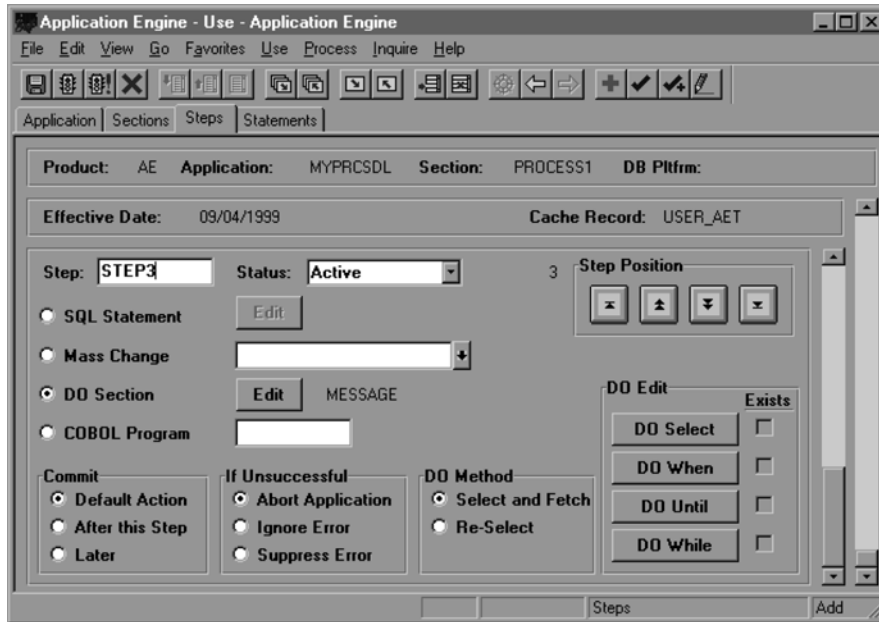 Application Engine - Use - Application Engine
File Edit View Go Favorites Use Process Inquire Help
Application Sections Steps Statements
Product: AE Application: MYPRCSDL Section: PROCESS1 DB Pltfrm:
Effective Date: 09/04/1999 Cache Record: USER_AET
Step: STEP3 Status: Active 3 Step Position
SQL Statement Edit
Mass Change
DO Section Edit MESSAGE
COBOL Program
DO Edit Exists
DO Select
DO When
DO Until
DO While
Commit
Default Action
After this Step
Later
If Unsuccessful
Abort Application
Ignore Error
Suppress Error
DO Method
Select and Fetch
Re-Select
Steps Add